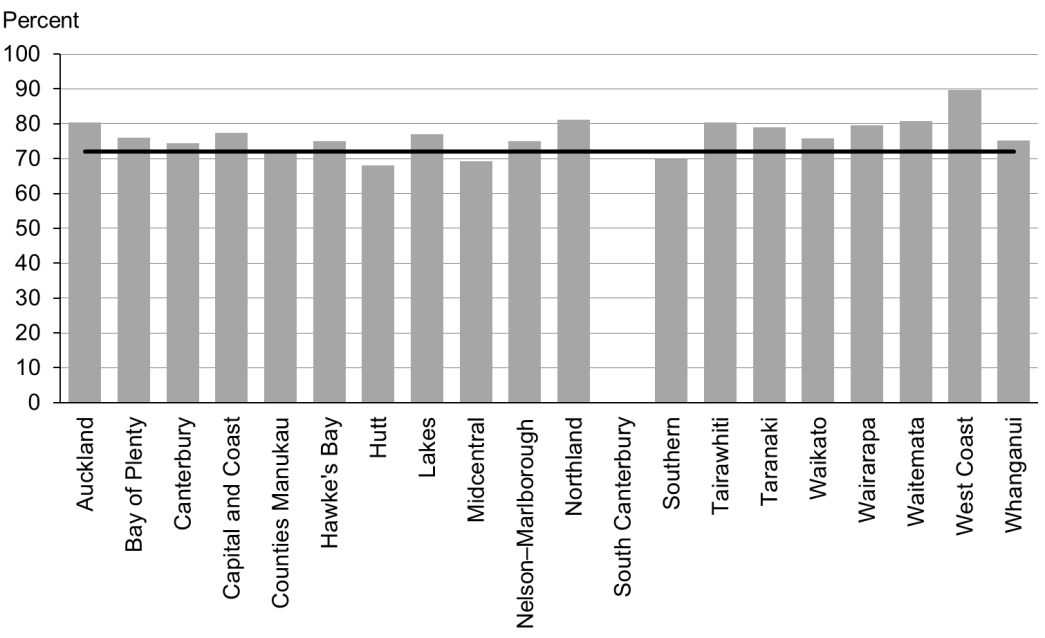 Percent
100
90
80
70
60
50
40
30
20
10
0
Auckland
Bay of Plenty
Canterbury
Capital and Coast
Counties Manukau
Hawke's Bay
Hutt
Lakes
Midcentral
Nelson–Marlborough
Northland
South Canterbury
Southern
Tairawhiti
Taranaki
Waikato
Wairarapa
Waitemata
West Coast
Whanganui